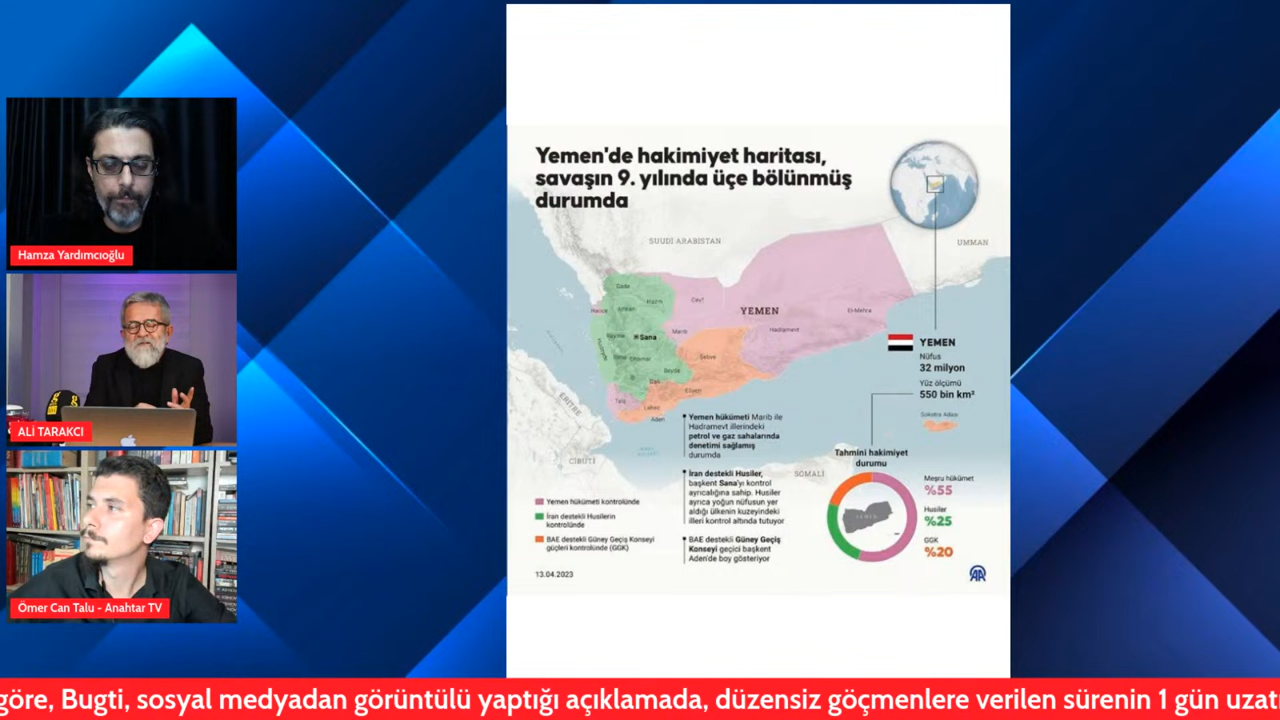 Hamza Yardımcıoğlu
ALİ TARAKCI
Ömer Can Talu - Anahtar TV
Yemen'de hakimiyet haritası,
savaşın 9. yılında üçe bölünmüş
durumda
SUUDİ ARABİSTAN
UMMAN
YEMEN
Sana
Marib
Hadramevt
El-Mehra
Şebve
Aden
ERİTRE
CİBUTİ
SOMALİ
YEMEN
Nüfus
32 milyon
Yüz ölçümü
550 bin km²
Sokotra Adası
Yemen hükümeti Marib ile
Hadramevt illerindeki
petrol ve gaz sahalarında
denetimi sağlamış
durumda
İran destekli Husiler,
başkent Sana'yı kontrol
ayrıcalığına sahip. Husiler
ayrıca yoğun nüfusun yer
aldığı ülkenin kuzeyindeki
illeri kontrol altında tutuyor
BAE destekli Güney Geçiş
Konseyi geçici başkent
Aden'de boy gösteriyor
Yemen hükümeti kontrolünde
İran destekli Husilerin
kontrolünde
BAE destekli Güney Geçiş Konseyi
güçleri kontrolünde (GGK)
13.04.2023
Tahmini hakimiyet
durumu
Meşru hükümet
%55
Husiler
%25
GGK
%20
AA
göre, Bugti, sosyal medyadan görüntülü yaptığı açıklamada, düzensiz göçmenlere verilen sürenin 1 gün uzat